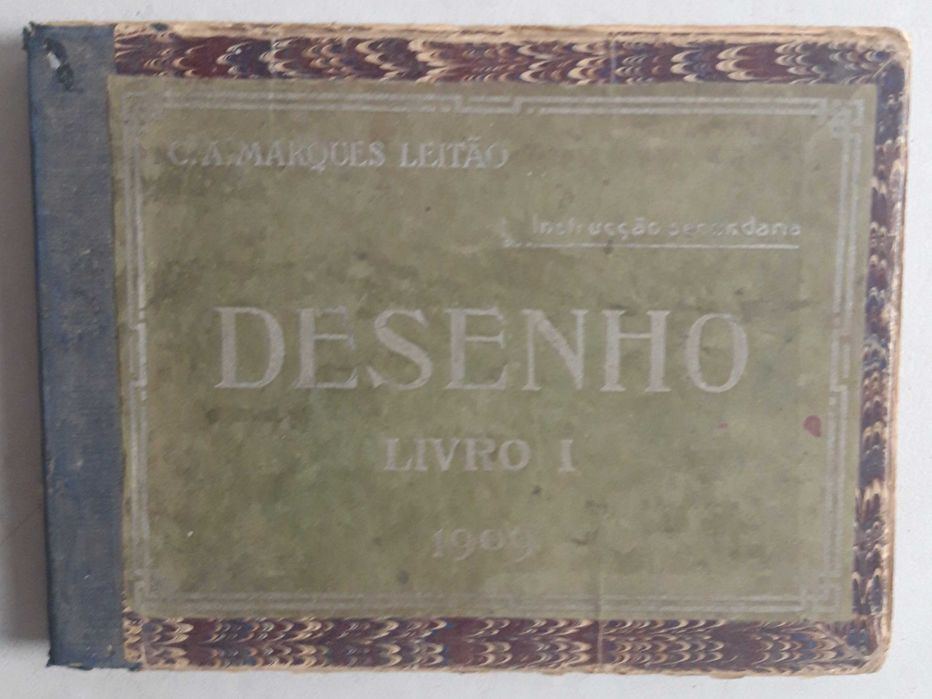 C. A. MARQUES LEITÃO
Instrucção secundaria
DESENHO
LIVRO I
1909